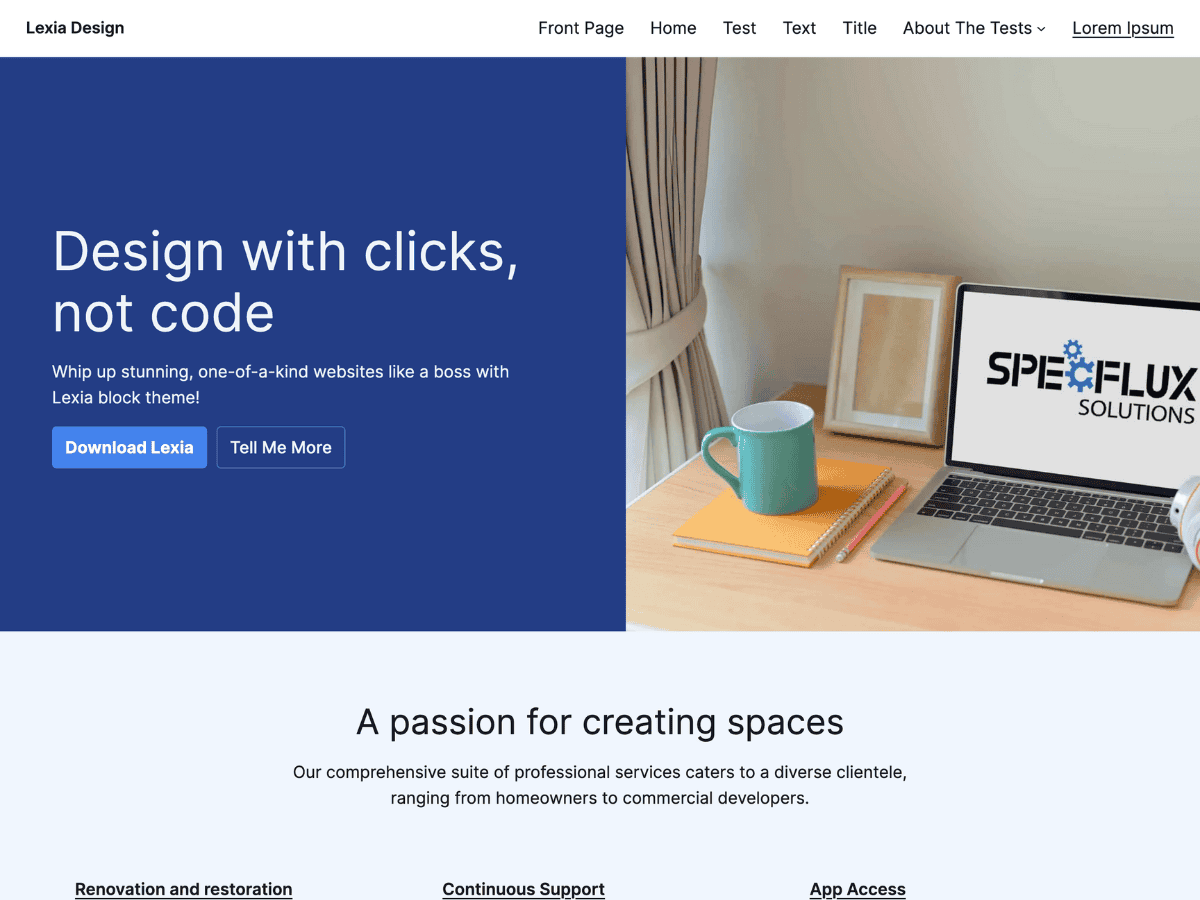 Lexia Design
Front Page
Home
Test
Text
Title
About The Tests
Lorem Ipsum
Design with clicks,
not code
Whip up stunning, one-of-a-kind websites like a boss with
Lexia block theme!
Download Lexia
Tell Me More
SPECFLUX
SOLUTIONS
A passion for creating spaces
Our comprehensive suite of professional services caters to a diverse clientele,
ranging from homeowners to commercial developers.
Renovation and restoration
Continuous Support
App Access